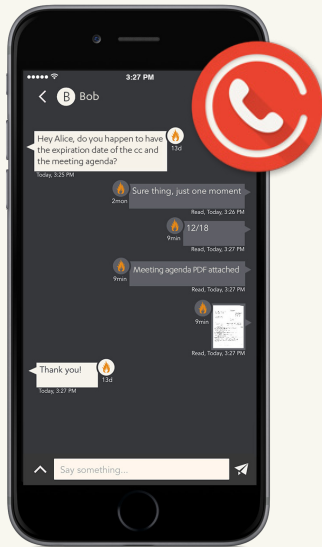 3:27 PM
B Bob
Hey Alice, do you happen to have
the expiration date of the cc and
the meeting agenda?
13d
Today, 3:25 PM
Sure thing, just one moment
2mon
Read, Today, 3:26 PM
12/18
9min
Read, Today, 3:27 PM
Meeting agenda PDF attached
9min
Read, Today, 3:27 PM
9min
Read, Today, 3:27 PM
Thank you!
13d
Today, 3:27 PM
Say something...